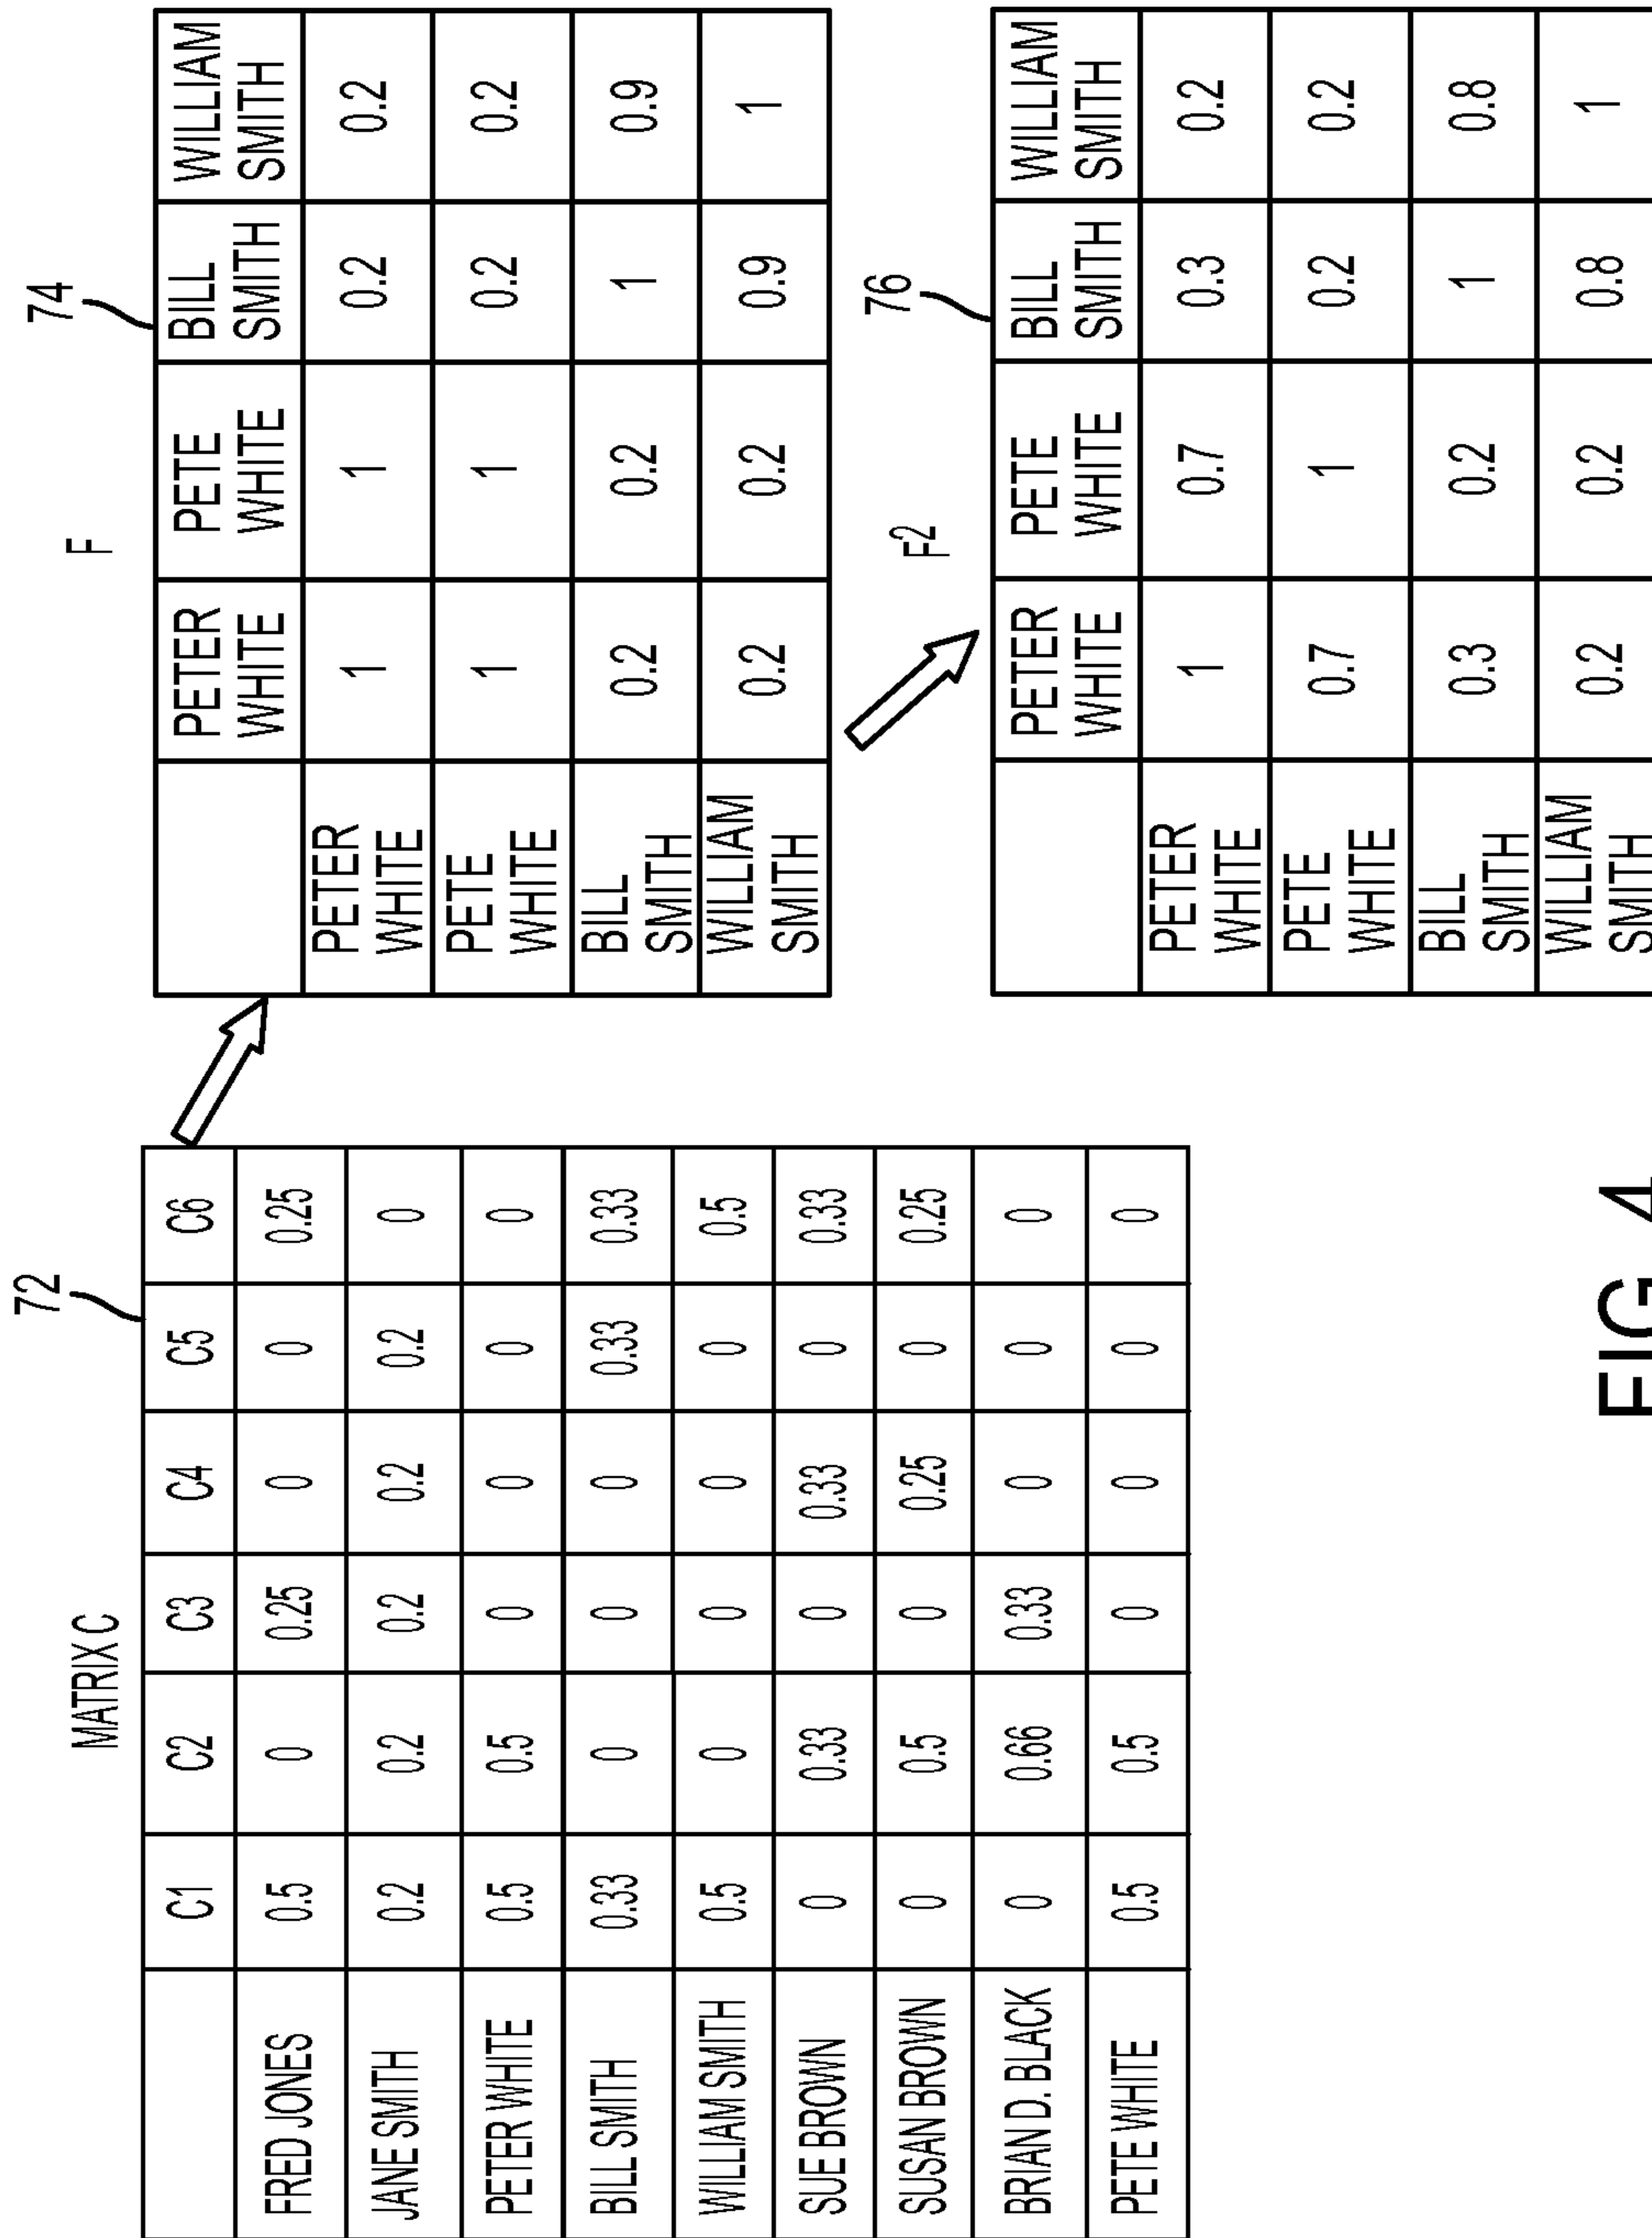 MATRIX C
72
C1 C2 C3 C4 C5 C6
FRED JONES 0.5 0 0.25 0 0 0.25
JANE SMITH 0.2 0.2 0.2 0.2 0.2 0
PETER WHITE 0.5 0.5 0 0 0 0
BILL SMITH 0.33 0 0 0 0.33 0.33
WILLIAM SMITH 0.5 0 0 0 0 0.5
SUE BROWN 0 0.33 0 0.33 0 0.33
SUSAN BROWN 0 0.5 0 0.25 0 0.25
BRIAN D. BLACK 0 0.66 0.33 0 0 0
PETE WHITE 0.5 0.5 0 0 0 0
F
74
PETER PETE BILL WILLIAM
WHITE WHITE SMITH SMITH
PETER
WHITE 1 1 0.2 0.2
PETE
WHITE 1 1 0.2 0.2
BILL
SMITH 0.2 0.2 1 0.9
WILLIAM
SMITH 0.2 0.2 0.9 1
F2
76
PETER PETE BILL WILLIAM
WHITE WHITE SMITH SMITH
PETER
WHITE 1 0.7 0.3 0.2
PETE
WHITE 0.7 1 0.2 0.2
BILL
SMITH 0.3 0.2 1 0.8
WILLIAM
SMITH 0.2 0.2 0.8 1
FIG. 4